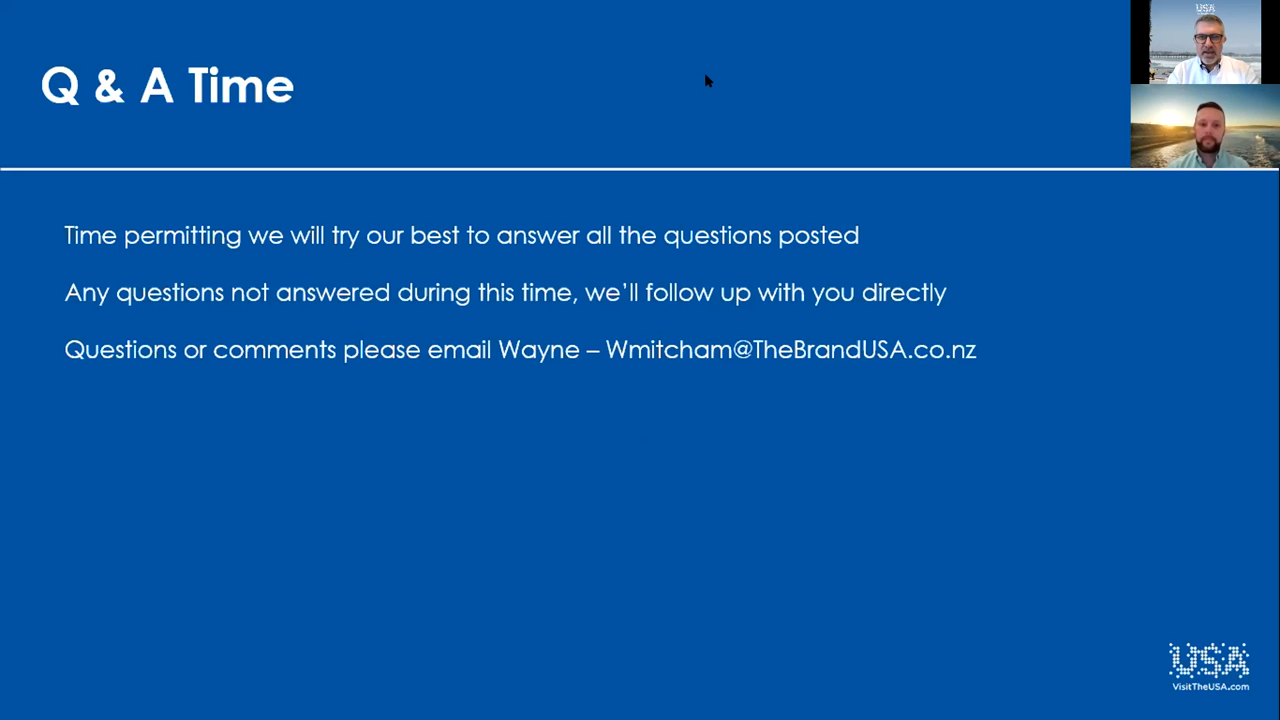 USA
Q & A Time
Time permitting we will try our best to answer all the questions posted
Any questions not answered during this time, we’ll follow up with you directly
Questions or comments please email Wayne – Wmitcham@TheBrandUSA.co.nz
USA
VisitTheUSA.com